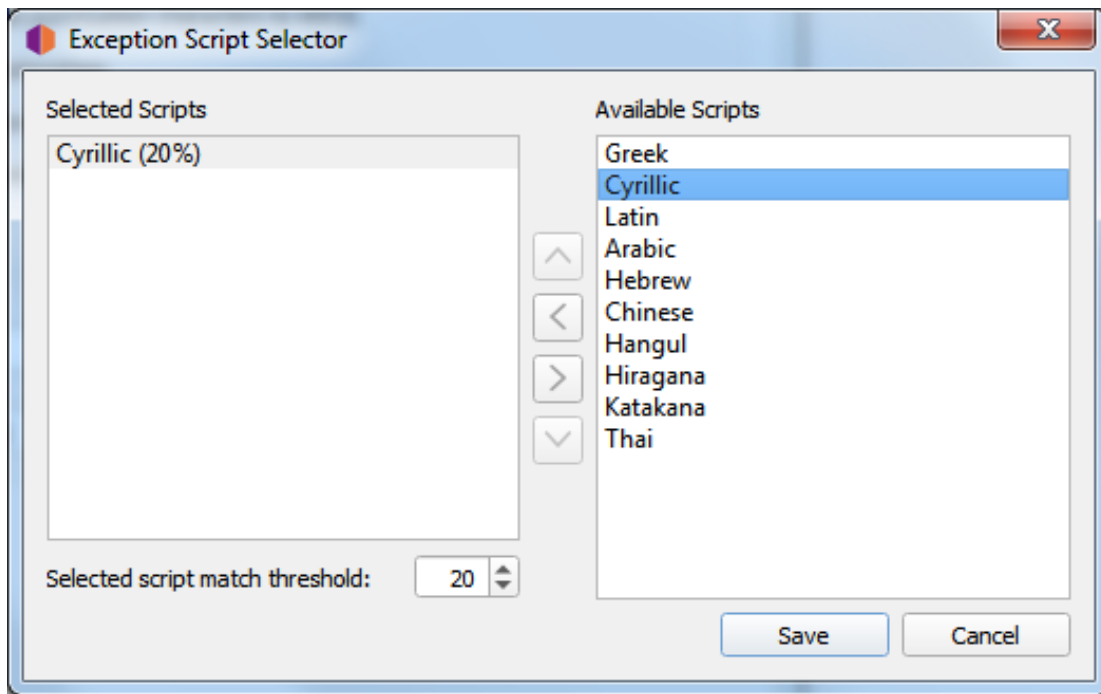 Exception Script Selector
Selected Scripts
Cyrillic (20%)
Selected script match threshold:
20
Available Scripts
Greek
Cyrillic
Latin
Arabic
Hebrew
Chinese
Hangul
Hiragana
Katakana
Thai
Save
Cancel